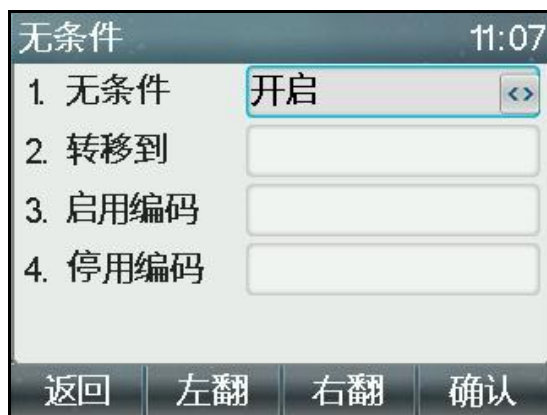 无条件 11:07
1. 无条件 开启
2. 转移到
3. 启用编码
4. 停用编码
返回 左翻 右翻 确认